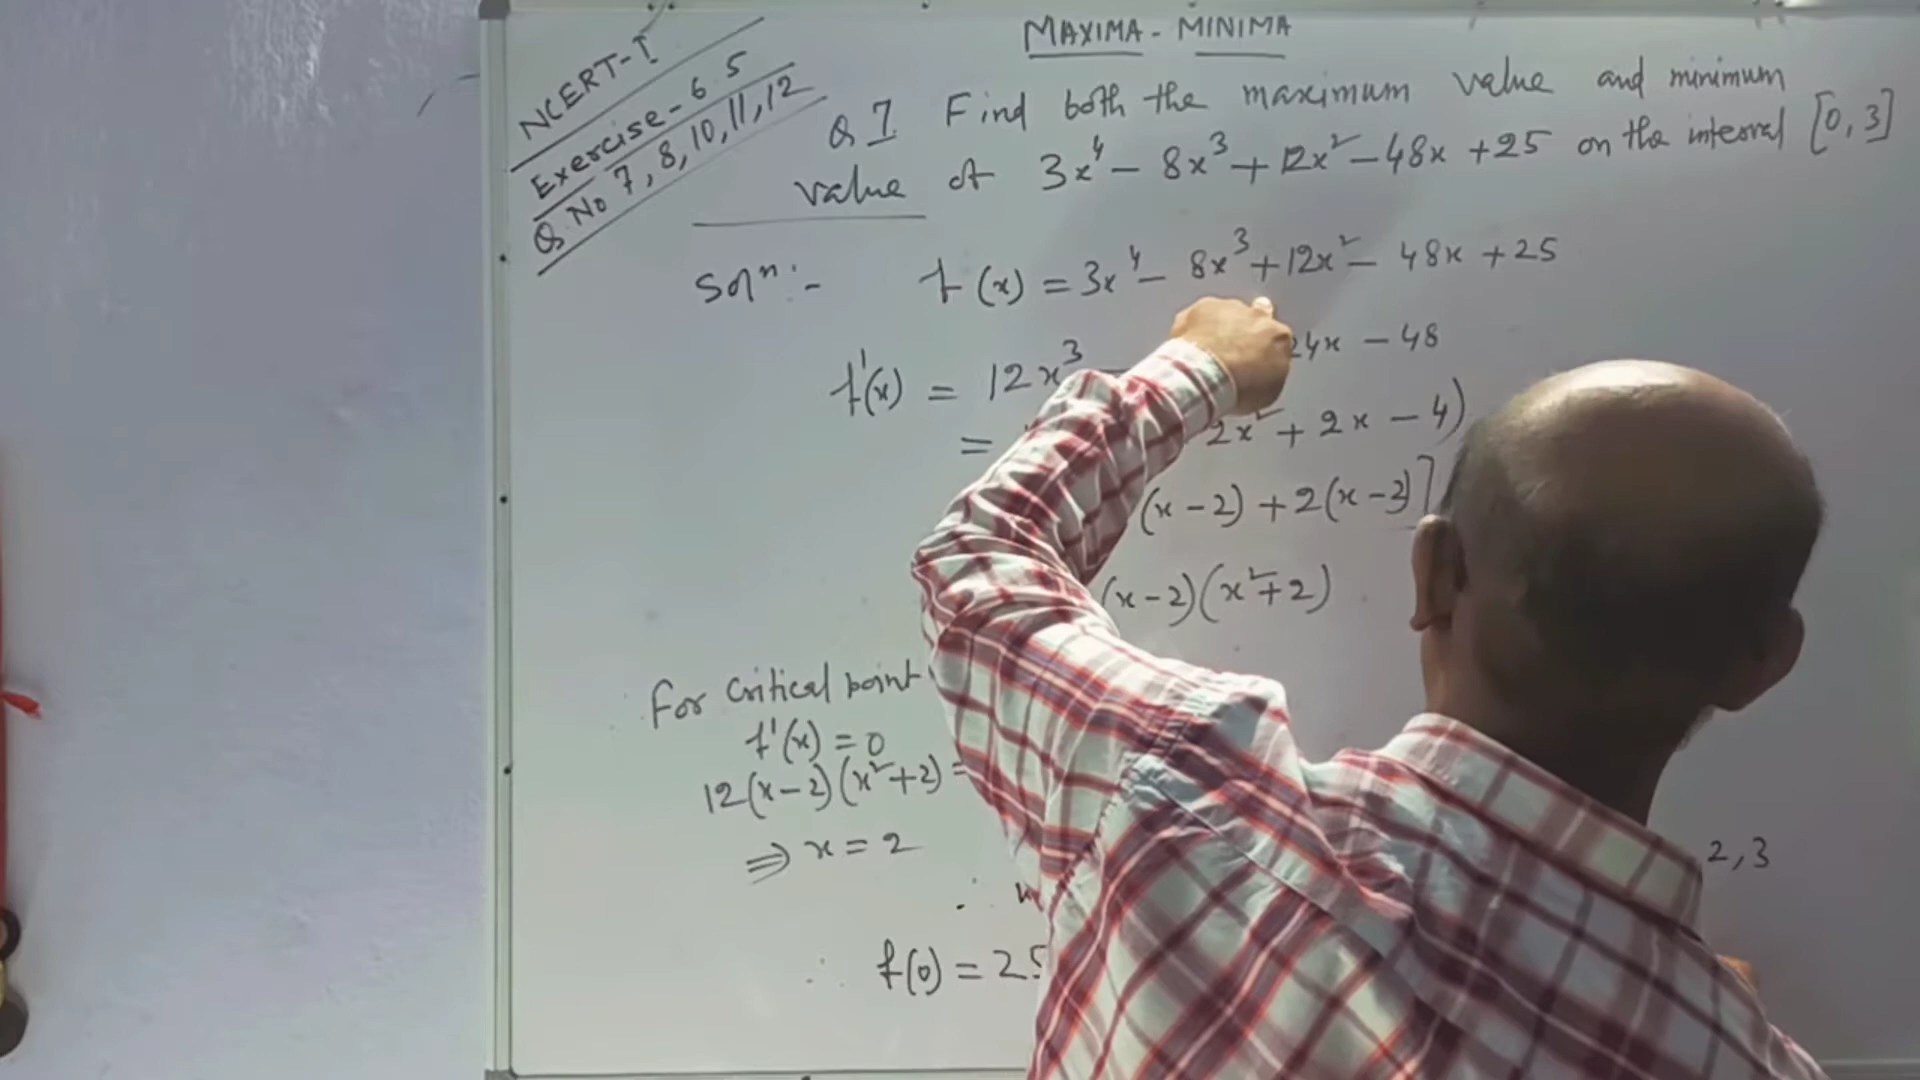 MAXIMA - MINIMA
NCERT-I
Exercise-6.5
Q.No 7,8,10,11,12
Q 7 Find both the maximum value and minimum
value of 3x⁴ - 8x³ + 12x² - 48x + 25 on the interval [0,3]
Solⁿ:- f(x) = 3x⁴ - 8x³ + 12x² - 48x + 25
f'(x) = 12x³ - 24x - 48
= 2x² + 2x - 4)
(x-2) + 2(x-2)]
(x-2)(x²+2)
For Critical point
f'(x) = 0
12(x-2)(x²+2) =
⇒ x = 2
2,3
∴ f(0) = 25